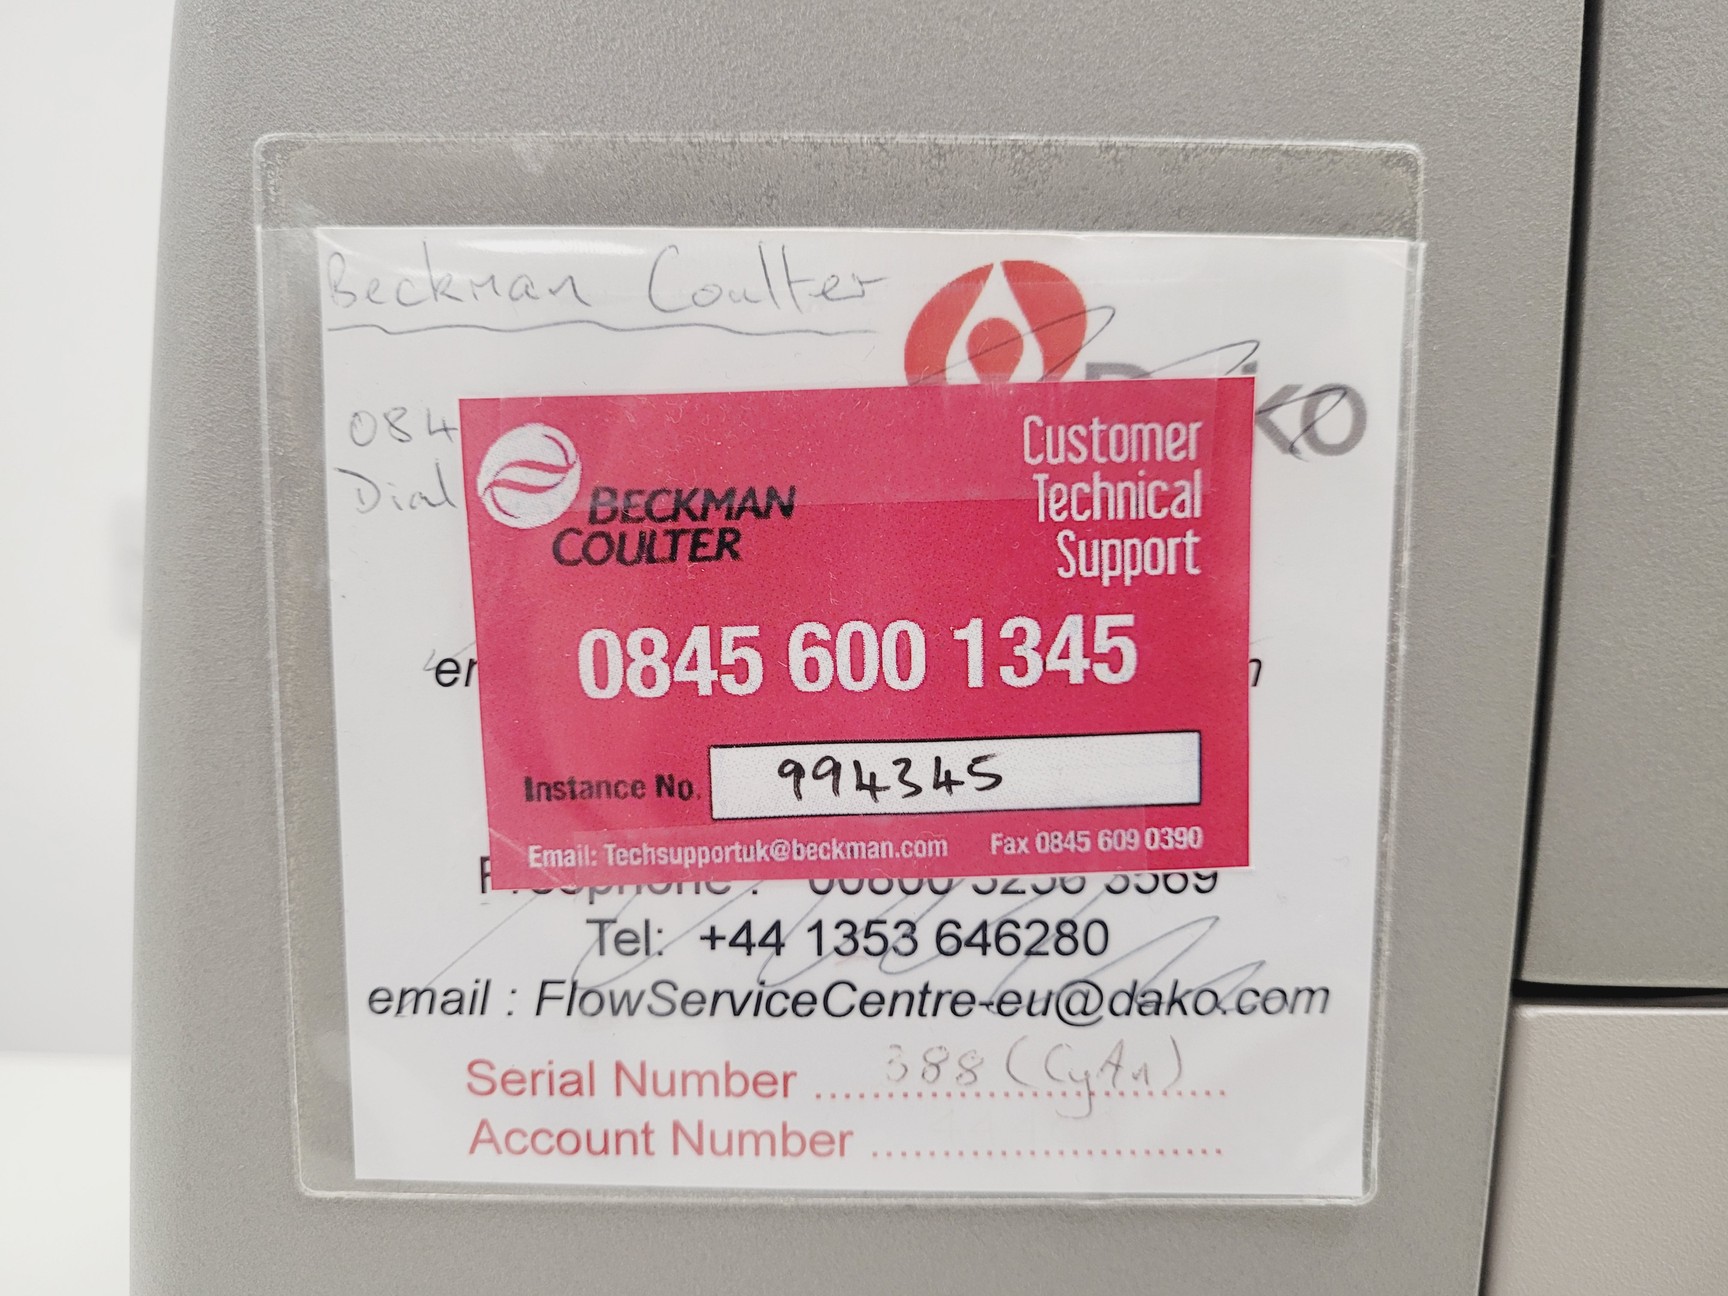 Beckman Coulter
Dako
084
Dial
BECKMAN
COULTER
Customer
Technical
Support
0845 600 1345
Instance No. 994345
Email: Techsupportuk@beckman.com Fax 0845 609 0390
Tel: +44 1353 646280
email : FlowServiceCentre-eu@dako.com
Serial Number 388 (CyAn)
Account Number